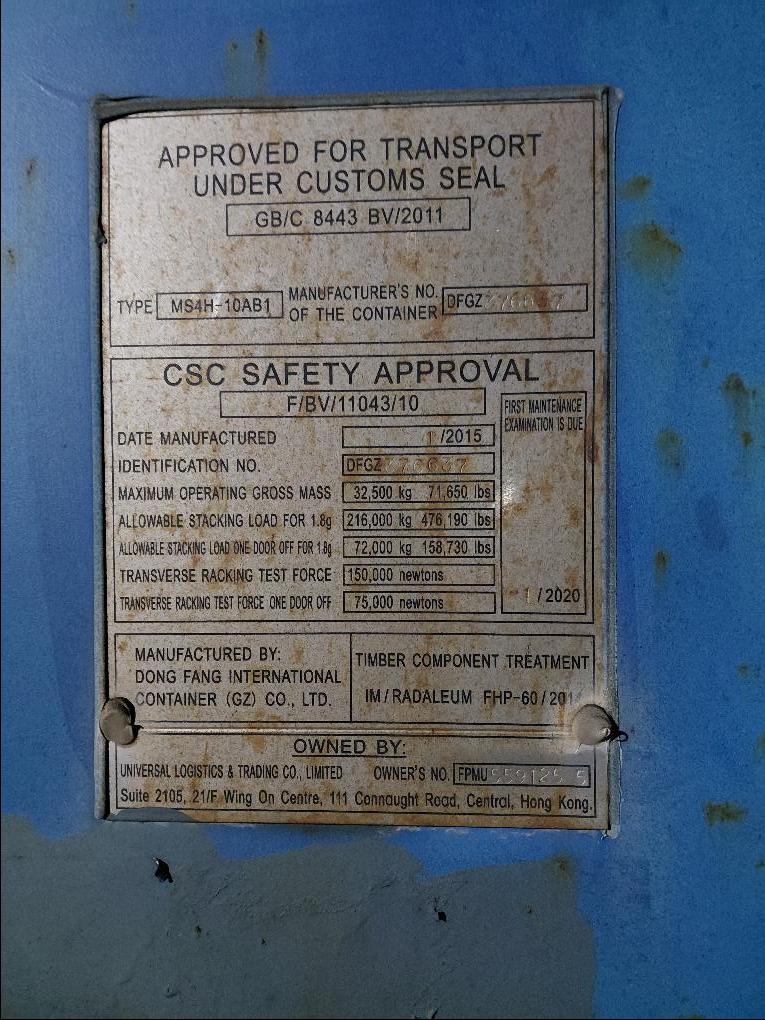 APPROVED FOR TRANSPORT
UNDER CUSTOMS SEAL
GB/C 8443 BV/2011
TYPE MS4H-10AB1 MANUFACTURER'S NO. OF THE CONTAINER DFGZ
CSC SAFETY APPROVAL
F/BV/11043/10
FIRST MAINTENANCE
EXAMINATION IS DUE
DATE MANUFACTURED 1/2015
IDENTIFICATION NO. DFGZ
MAXIMUM OPERATING GROSS MASS 32,500 kg 71,650 lbs
ALLOWABLE STACKING LOAD FOR 1.8g 216,000 kg 476,190 lbs
ALLOWABLE STACKING LOAD ONE DOOR OFF FOR 1.8g 72,000 kg 158,730 lbs
TRANSVERSE RACKING TEST FORCE 150,000 newtons
TRANSVERSE RACKING TEST FORCE ONE DOOR OFF 75,000 newtons
1/2020
MANUFACTURED BY:
DONG FANG INTERNATIONAL
CONTAINER (GZ) CO., LTD.
TIMBER COMPONENT TREATMENT
IM/RADALEUM FHP-60/2014
OWNED BY:
UNIVERSAL LOGISTICS & TRADING CO., LIMITED OWNER'S NO. FPMU 559125 5
Suite 2105, 21/F Wing On Centre, 111 Connaught Road, Central, Hong Kong.